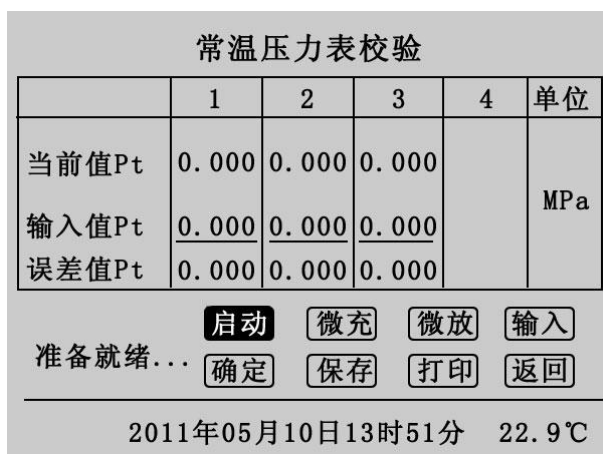 常温压力表校验
1 2 3 4 单位
当前值Pt 0.000 0.000 0.000
MPa
输入值Pt 0.000 0.000 0.000
误差值Pt 0.000 0.000 0.000
启动 微充 微放 输入
准备就绪...
确定 保存 打印 返回
2011年05月10日13时51分 22.9℃